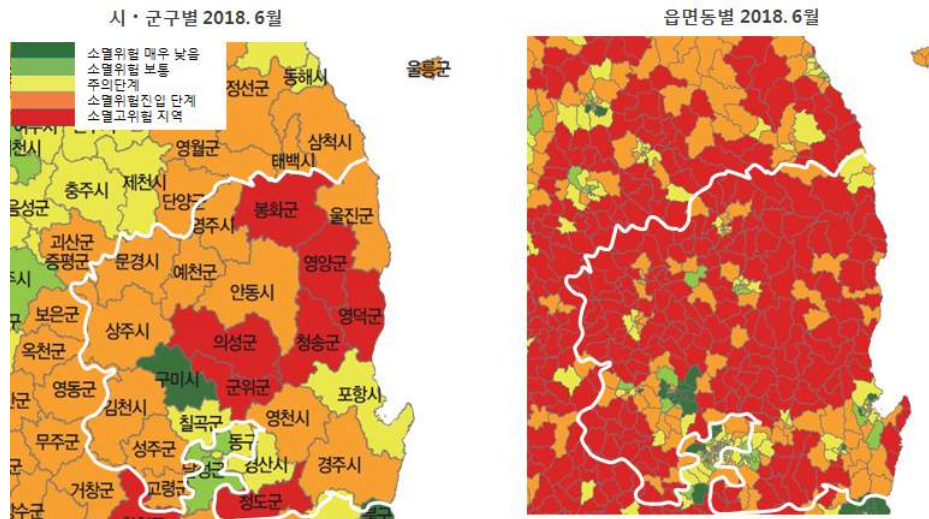 시・군구별 2018. 6월
읍면동별 2018. 6월
소멸위험 매우 낮음
소멸위험 보통
주의단계
소멸위험진입 단계
소멸고위험 지역
동해시
울릉군
정선군
삼척시
영월군
태백시
제천시
충주시
단양군
음성군
봉화군
울진군
영주시
괴산군
증평군
문경시
예천군
영양군
안동시
보은군
상주시
영덕군
의성군
청송군
옥천군
구미시
군위군
포항시
영동군
김천시
칠곡군
영천시
동구
무주군
성주군
경산시
경주시
거창군
고령군
청도군